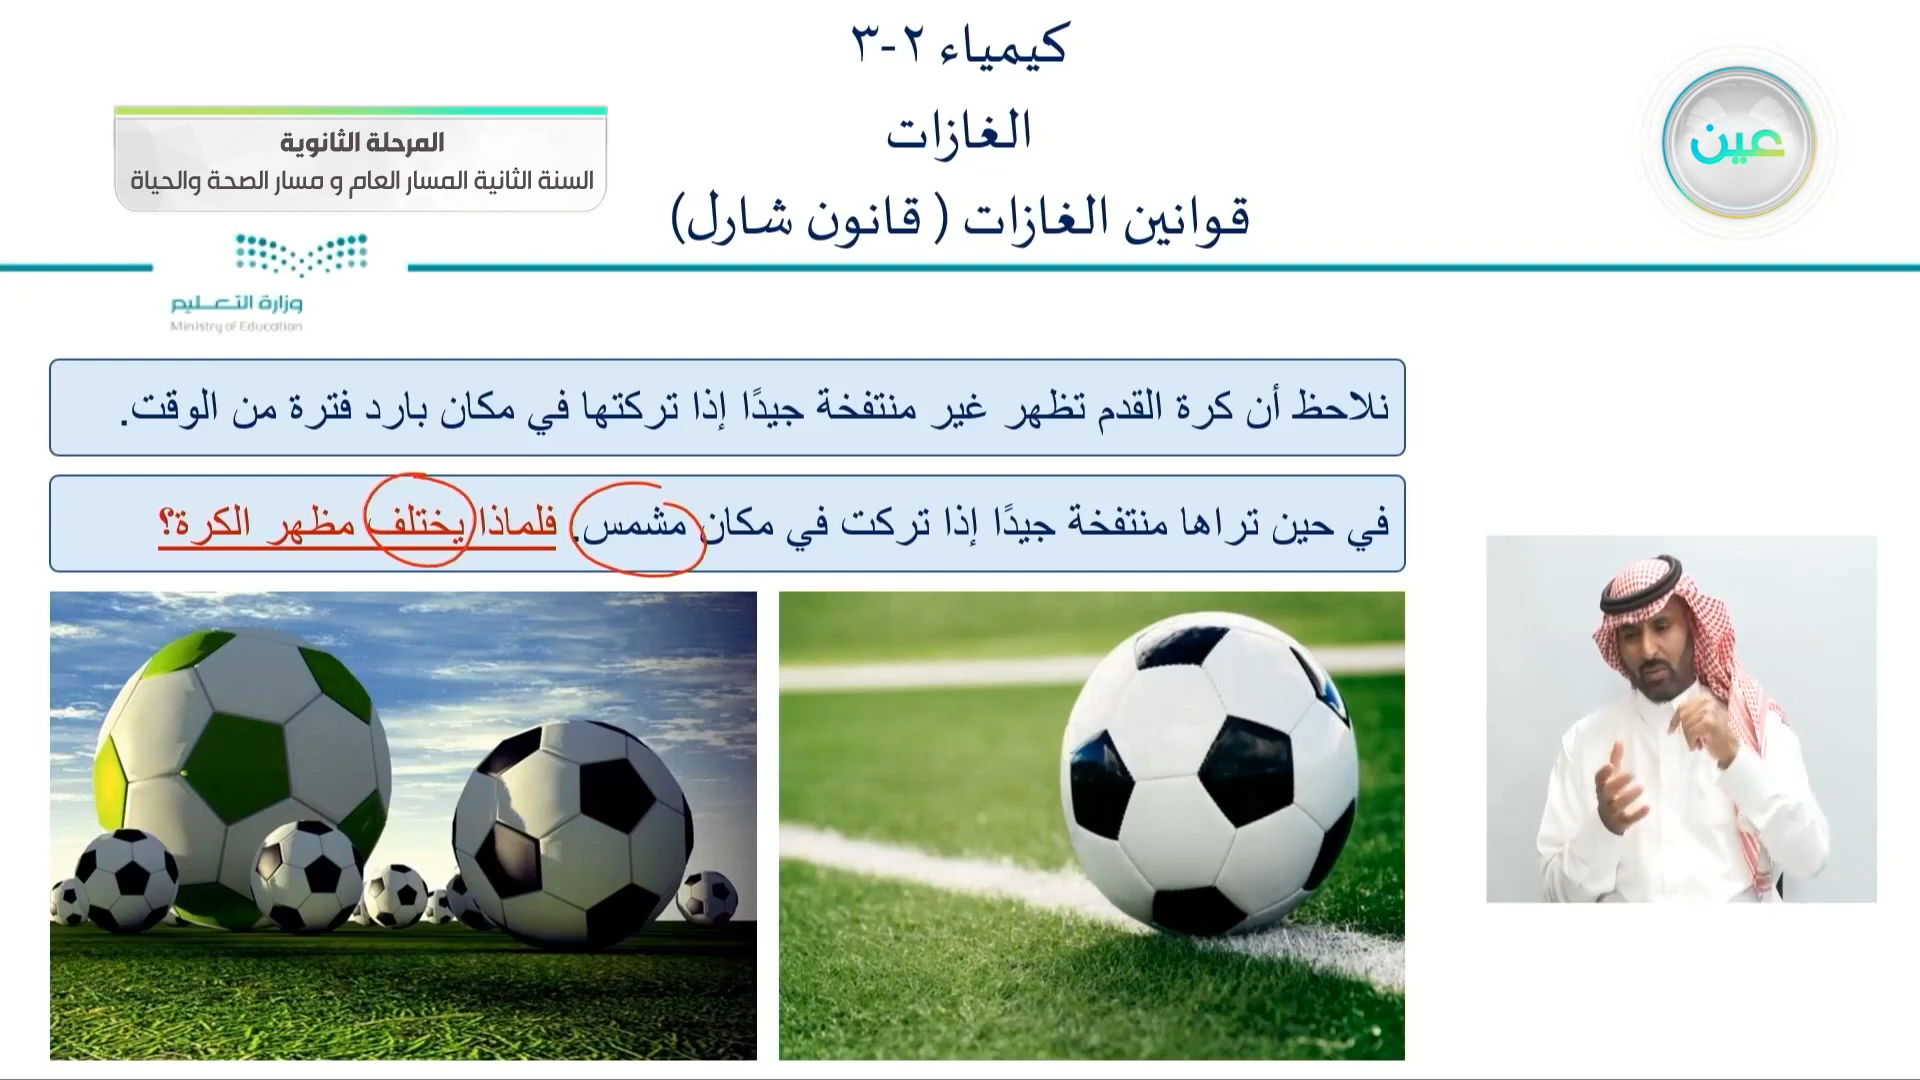 كيمياء ٢-٣
الغازات
قوانين الغازات ( قانون شارل)
عين
المرحلة الثانوية
السنة الثانية المسار العام و مسار الصحة والحياة
وزارة التعليم
Ministry of Education
نلاحظ أن كرة القدم تظهر غير منتفخة جيدًا إذا تركتها في مكان بارد فترة من الوقت.
في حين تراها منتفخة جيدًا إذا تركت في مكان مشمس. فلماذا يختلف مظهر الكرة؟